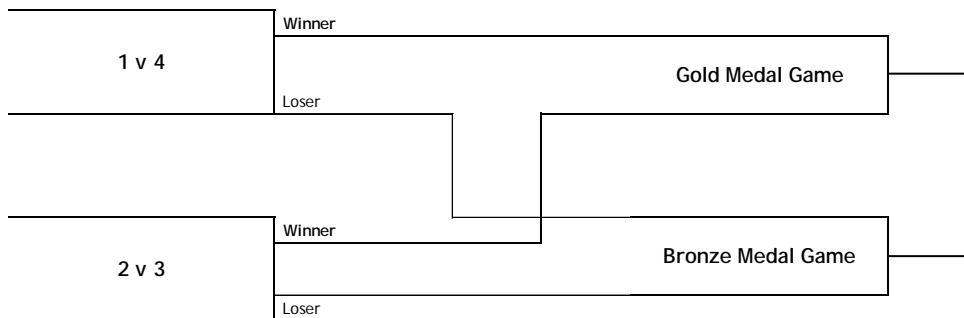 Winner
1 v 4
Gold Medal Game
Loser
Winner
2 v 3
Bronze Medal Game
Loser